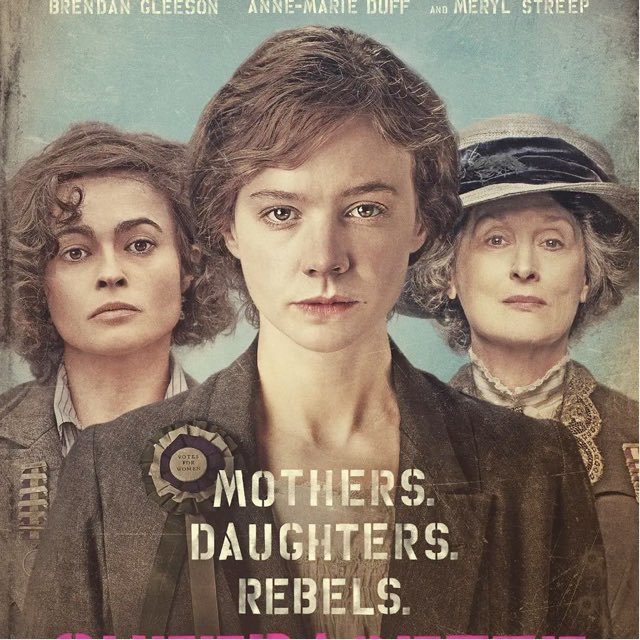 BRENDAN GLEESON ANNE-MARIE DUFF AND MERYL STREEP
VOTES
FOR
WOMEN
MOTHERS.
DAUGHTERS.
REBELS.